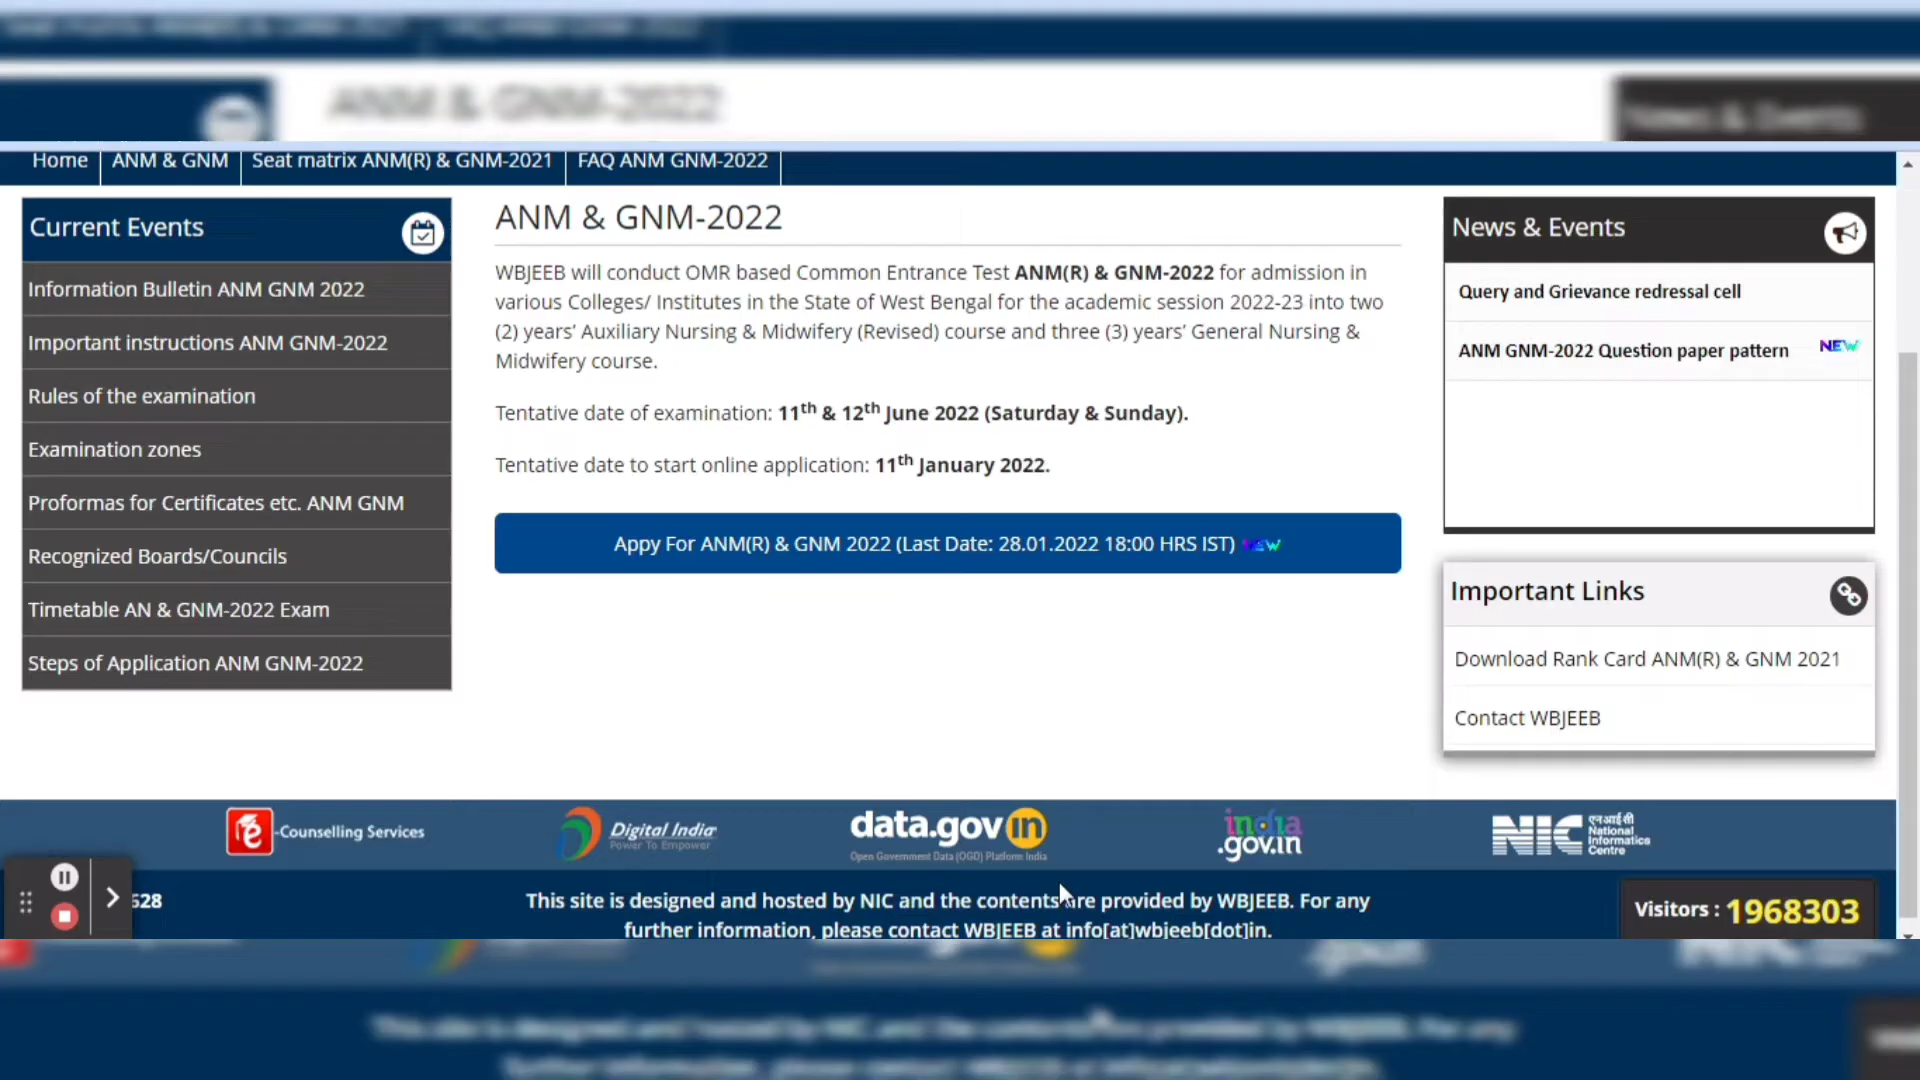 ANM & GNM-2022
News & Events
Home
ANM & GNM
Seat matrix ANM(R) & GNM-2021
FAQ ANM GNM-2022
Current Events
Information Bulletin ANM GNM 2022
Important instructions ANM GNM-2022
Rules of the examination
Examination zones
Proformas for Certificates etc. ANM GNM
Recognized Boards/Councils
Timetable AN & GNM-2022 Exam
Steps of Application ANM GNM-2022
ANM & GNM-2022
WBJEEB will conduct OMR based Common Entrance Test ANM(R) & GNM-2022 for admission in
various Colleges/ Institutes in the State of West Bengal for the academic session 2022-23 into two
(2) years’ Auxiliary Nursing & Midwifery (Revised) course and three (3) years’ General Nursing &
Midwifery course.
Tentative date of examination: 11th & 12th June 2022 (Saturday & Sunday).
Tentative date to start online application: 11th January 2022.
Appy For ANM(R) & GNM 2022 (Last Date: 28.01.2022 18:00 HRS IST) NEW
News & Events
Query and Grievance redressal cell
ANM GNM-2022 Question paper pattern NEW
Important Links
Download Rank Card ANM(R) & GNM 2021
Contact WBJEEB
e-Counselling Services
Digital India
Power To Empower
data.gov in
Open Government Data (OGD) Platform India
india
.gov.in
NIC
एन आई सी
National
Informatics
Centre
528
This site is designed and hosted by NIC and the contents are provided by WBJEEB. For any
further information, please contact WBJEEB at info[at]wbjeeb[dot]in.
Visitors : 1968303